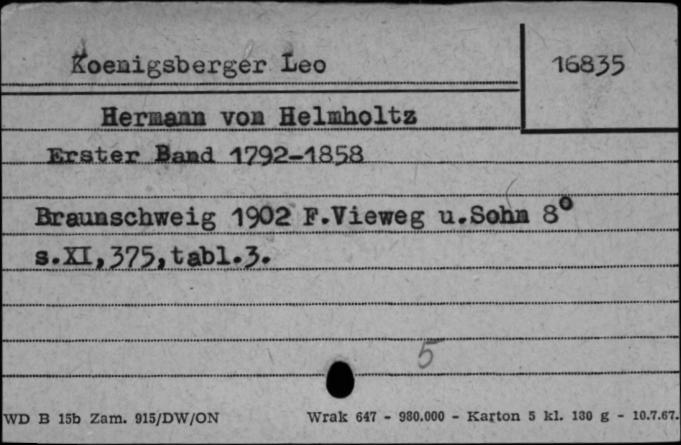 Koenigsberger Leo
16835
Hermann von Helmholtz
Erster Band 1792-1858
Braunschweig 1902 F.Vieweg u.Sohn 8°
s.XI,375,tabl.3.
5
WD B 15b Zam. 915/DW/ON Wrak 647 - 980.000 - Karton 5 kl. 180 g - 10.7.67.